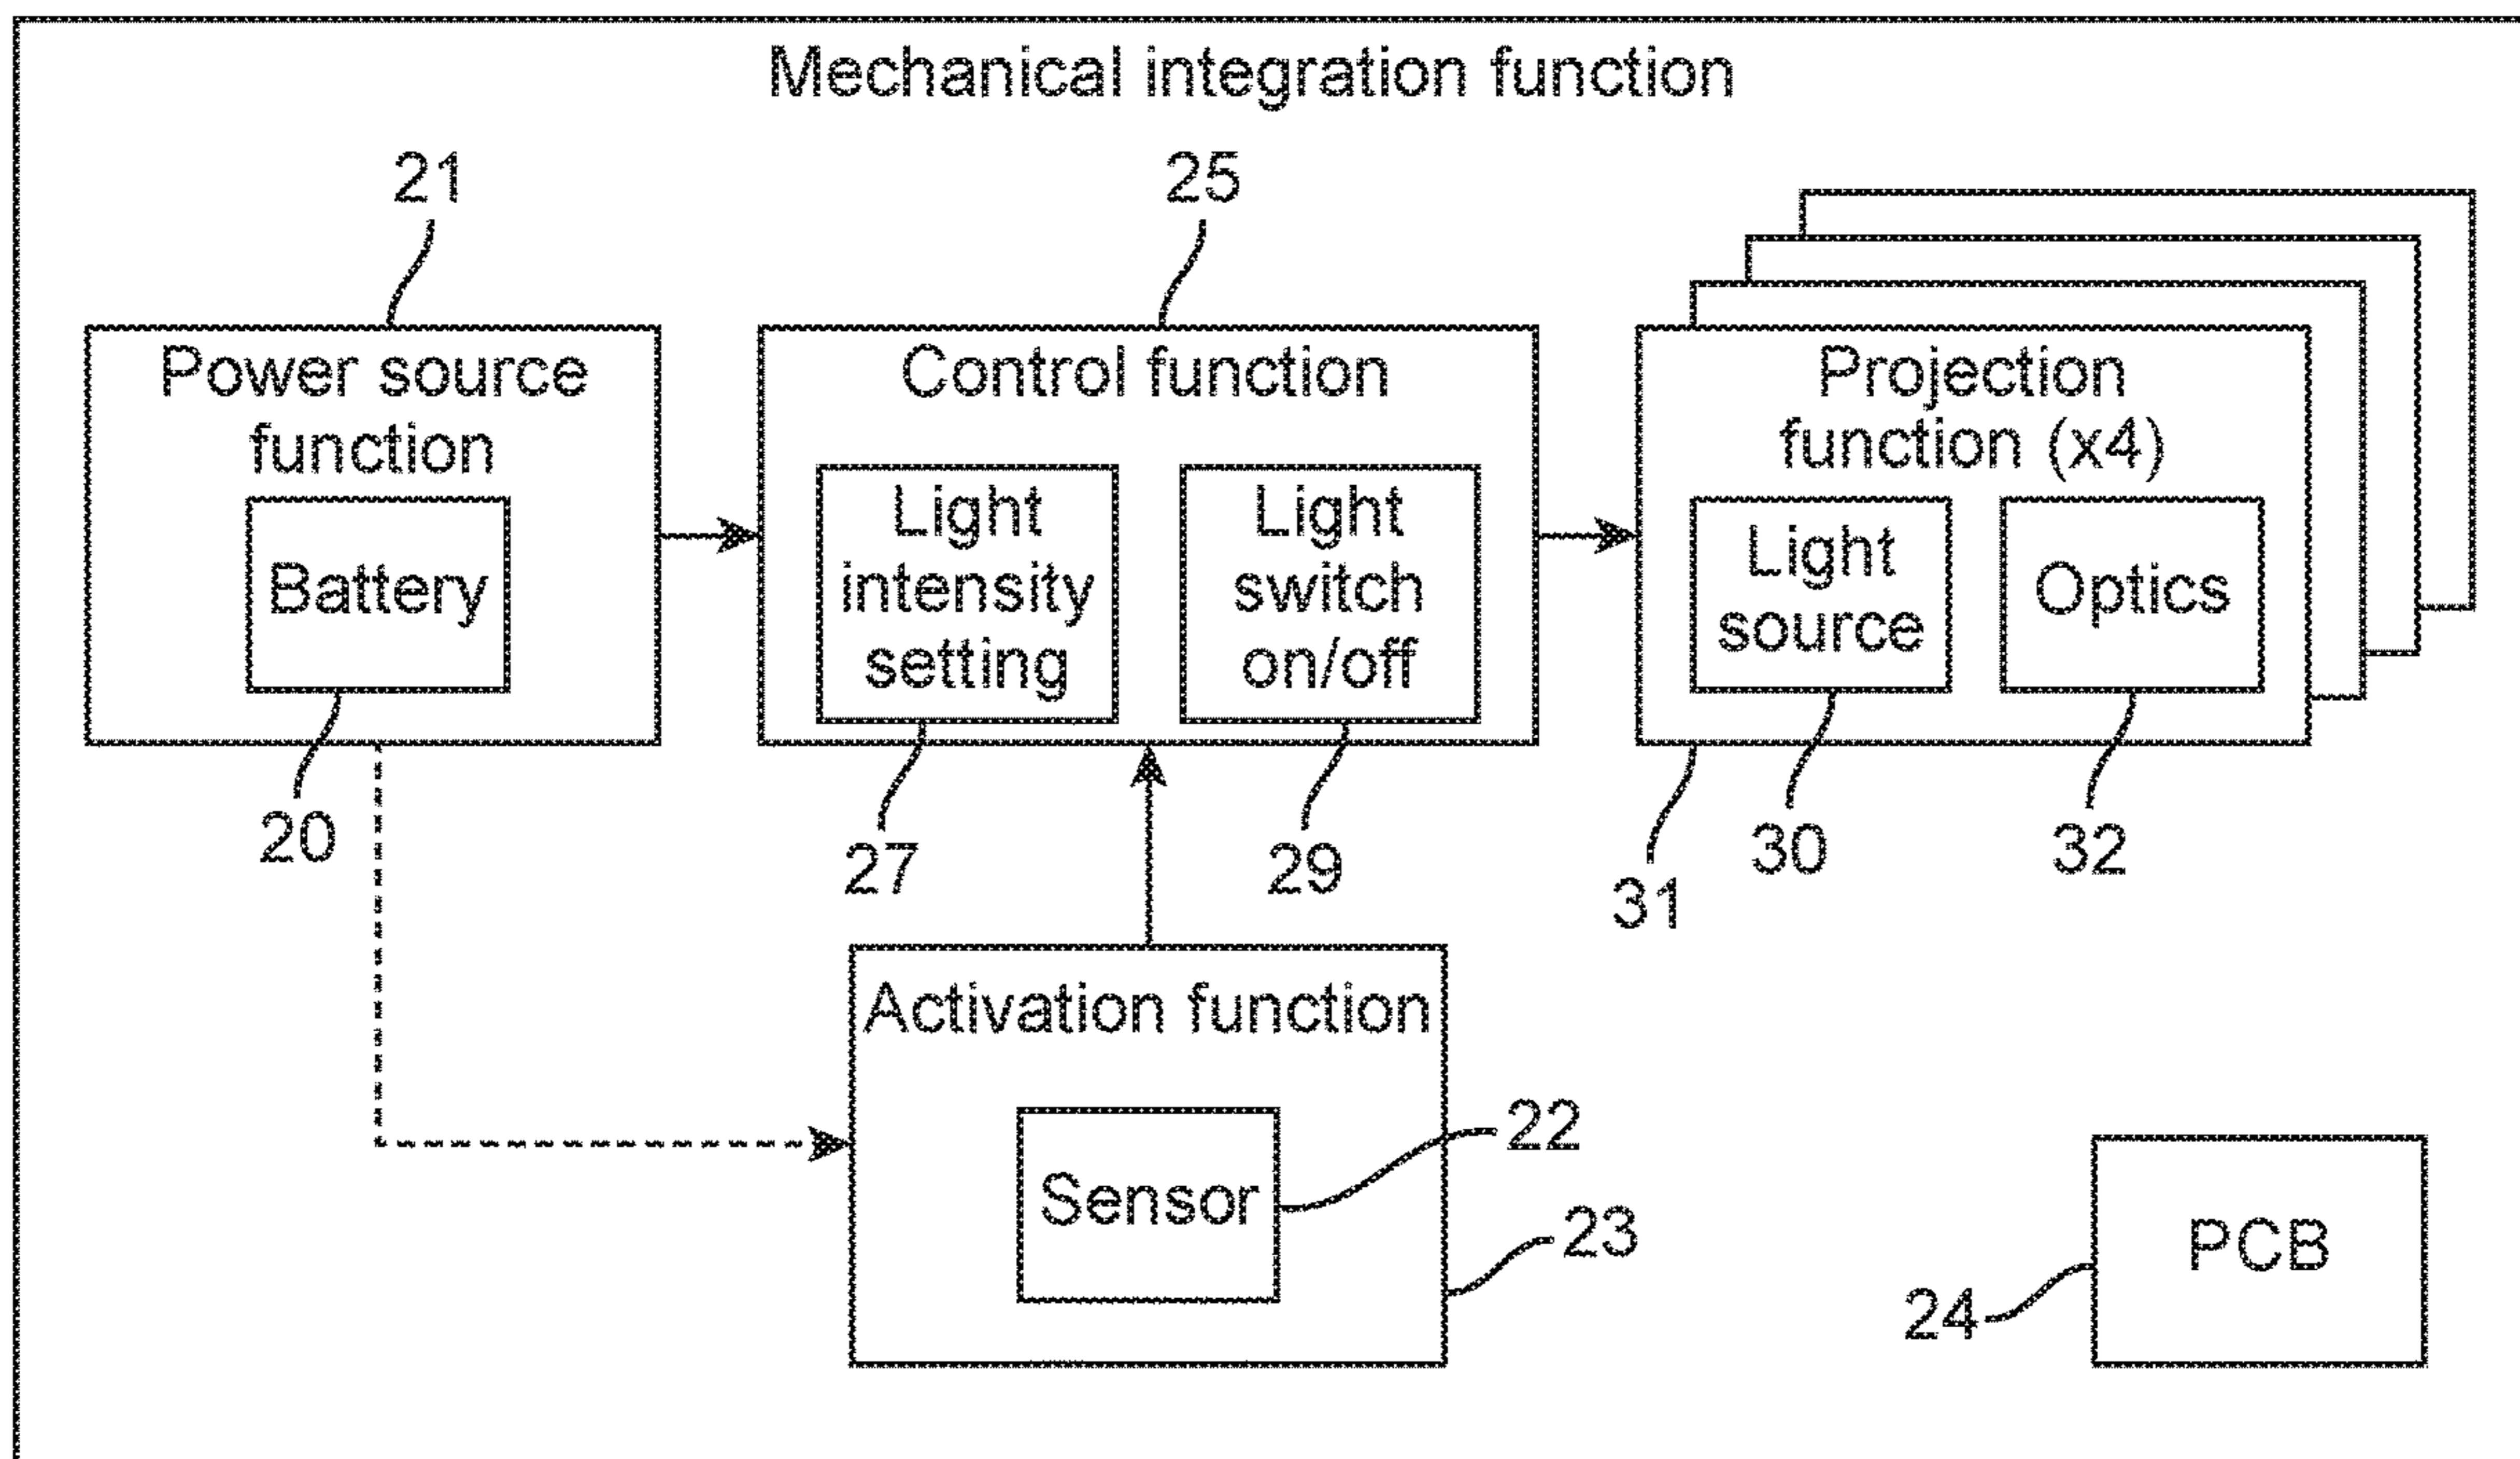 Mechanical integration function
21
25
Power source
function
Battery
20
Control function
Light
intensity
setting
27
Light
switch
on/off
29
Projection
function (x4)
Light
source
Optics
31
30
32
Activation function
Sensor
22
23
PCB
24